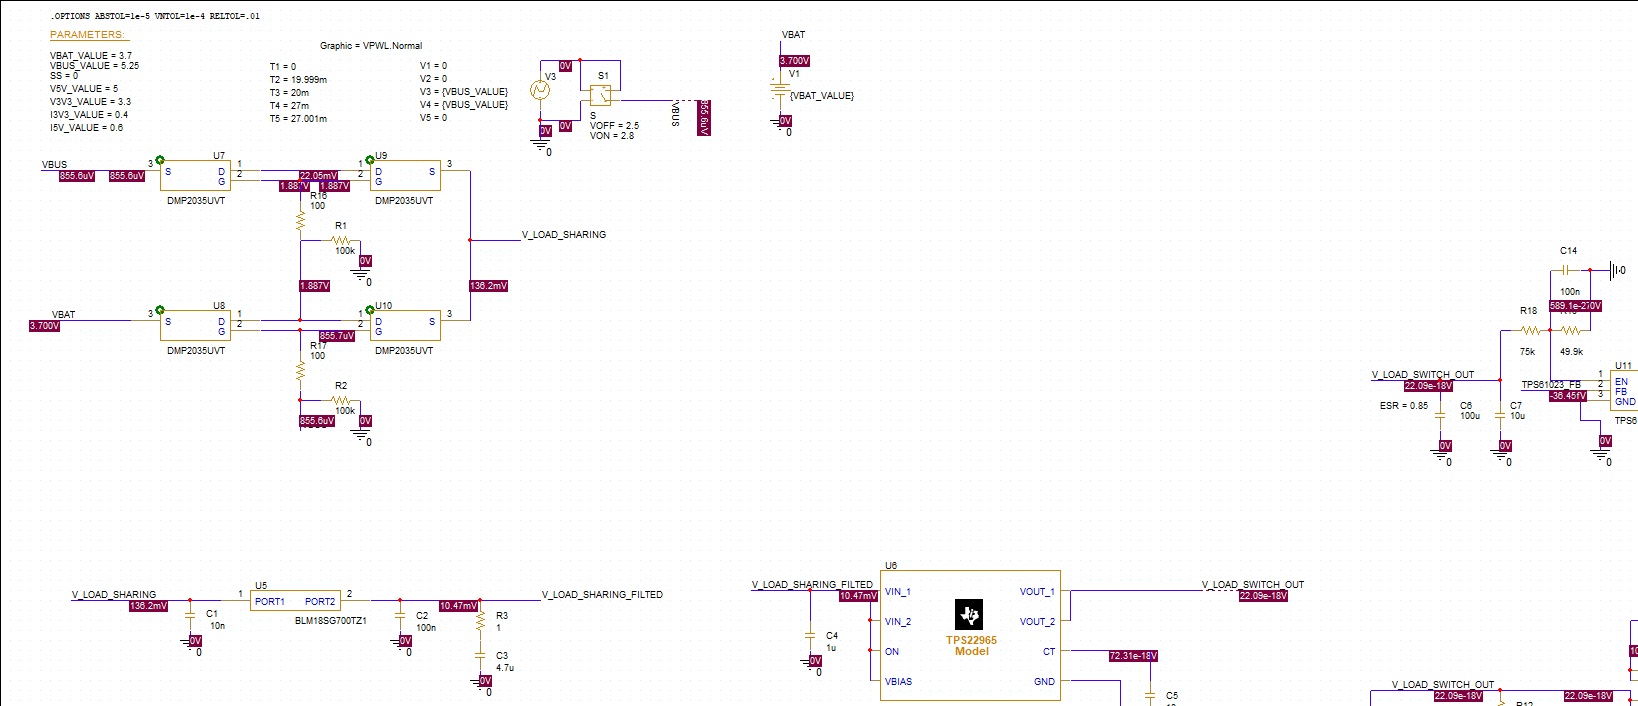 .OPTIONS ABSTOL=1e-5 VNTOL=1e-4 RELTOL=.01
PARAMETERS:
VBAT_VALUE = 3.7
VBUS_VALUE = 5.25
SS = 0
V5V_VALUE = 5
V3V3_VALUE = 3.3
I3V3_VALUE = 0.4
I5V_VALUE = 0.6
Graphic = VPWL.Normal
T1 = 0
T2 = 19.999m
T3 = 20m
T4 = 27m
T5 = 27.001m
V1 = 0
V2 = 0
V3 = {VBUS_VALUE}
V4 = {VBUS_VALUE}
V5 = 0
0V
V3
S1
S
VOFF = 2.5
VON = 2.8
0V
0V
0
VBUS
855.6uV
VBAT
3.700V
V1
{VBAT_VALUE}
0V
0
VBUS
855.6uV
855.6uV
3
U7
S
D
G
1
2
DMP2035UVT
22.05mV
1.887V
1.887V
R16
100
R1
100k
0V
0
1.887V
1
2
U9
D
G
S
3
DMP2035UVT
V_LOAD_SHARING
136.2mV
VBAT
3.700V
3
U8
S
D
G
1
2
DMP2035UVT
855.7uV
R17
100
R2
100k
855.6uV
0V
0
1
2
U10
D
G
S
3
DMP2035UVT
C14
100n
0
589.1e-270V
R18
75k
49.9k
V_LOAD_SWITCH_OUT
22.09e-18V
ESR = 0.85
C6
100u
0V
0
C7
10u
0V
0
TPS61023_FB
-36.45fV
1
2
3
U11
EN
FB
GND
TPS6
0V
0
V_LOAD_SHARING
136.2mV
C1
10n
0V
0
1
U5
PORT1
PORT2
2
BLM18SG700TZ1
C2
100n
0V
0
10.47mV
V_LOAD_SHARING_FILTED
R3
1
C3
4.7u
0V
0
V_LOAD_SHARING_FILTED
10.47mV
C4
1u
0V
0
U6
VIN_1
VIN_2
ON
VBIAS
TPS22965
Model
VOUT_1
VOUT_2
CT
GND
V_LOAD_SWITCH_OUT
22.09e-18V
72.31e-18V
C5
V_LOAD_SWITCH_OUT
22.09e-18V
22.09e-18V
R12